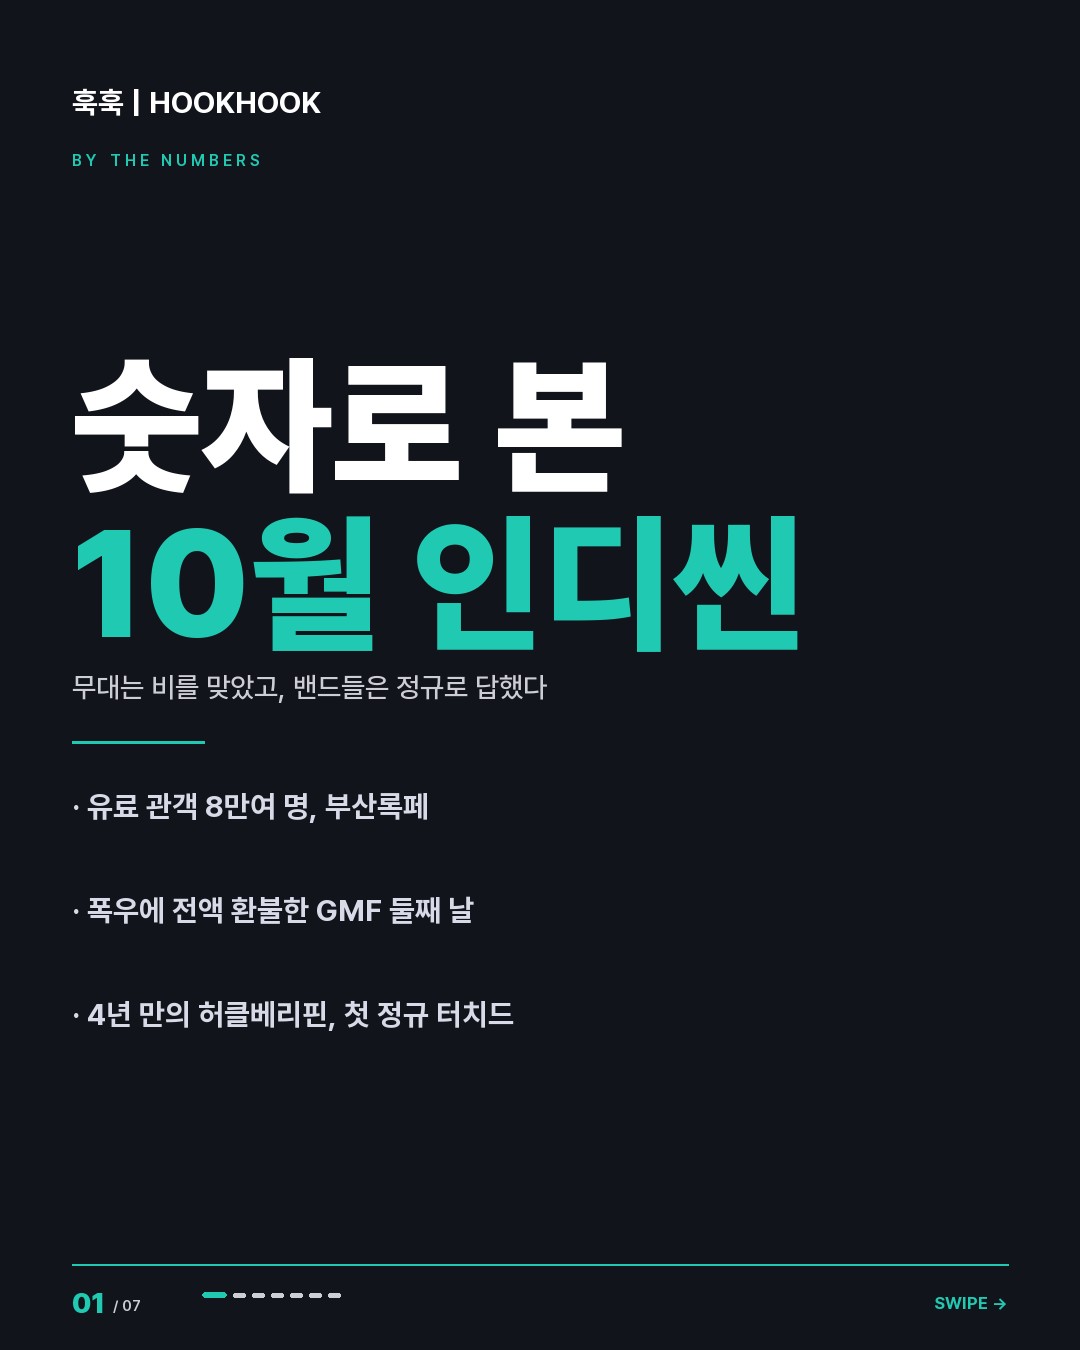 훅훅 | HOOKHOOK
BY THE NUMBERS
숫자로 본
10월 인디씬
무대는 비를 맞았고, 밴드들은 정규로 답했다
· 유료 관객 8만여 명, 부산록페
· 폭우에 전액 환불한 GMF 둘째 날
· 4년 만의 허클베리핀, 첫 정규 터치드
01 / 07
SWIPE →